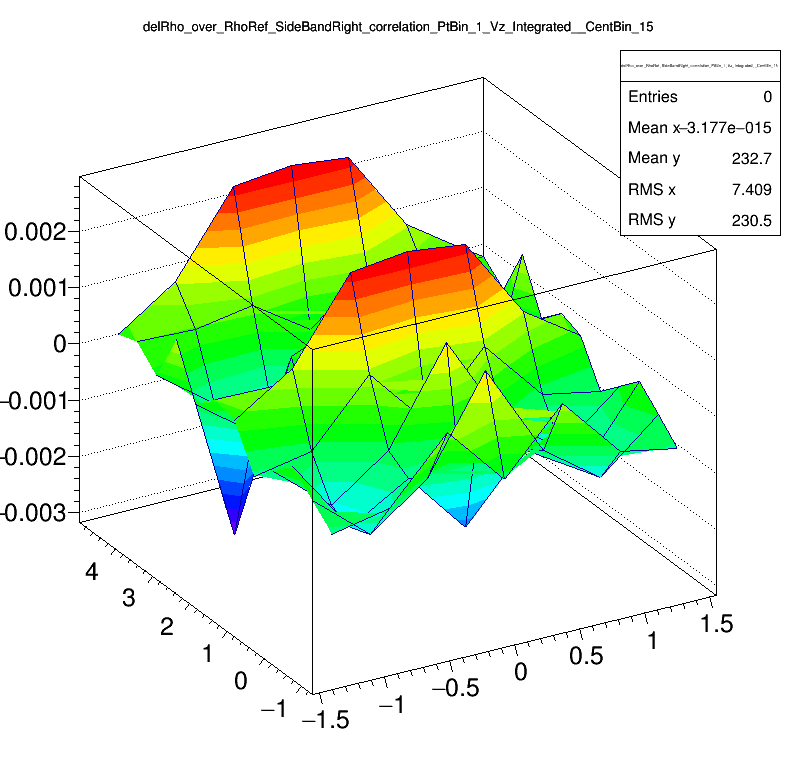 delRho_over_RhoRef_SideBandRight_correlation_PtBin_1_Vz_Integrated__CentBin_15
delRho_over_RhoRef_SideBandRight_correlation_PtBin_1_Vz_Integrated__CentBin_15
Entries 0
Mean x −3.177e−015
Mean y 232.7
RMS x 7.409
RMS y 230.5
0.002
0.001
0
−0.001
−0.002
−0.003
4
3
2
1
0
−1
−1.5
−1
−0.5
0
0.5
1
1.5